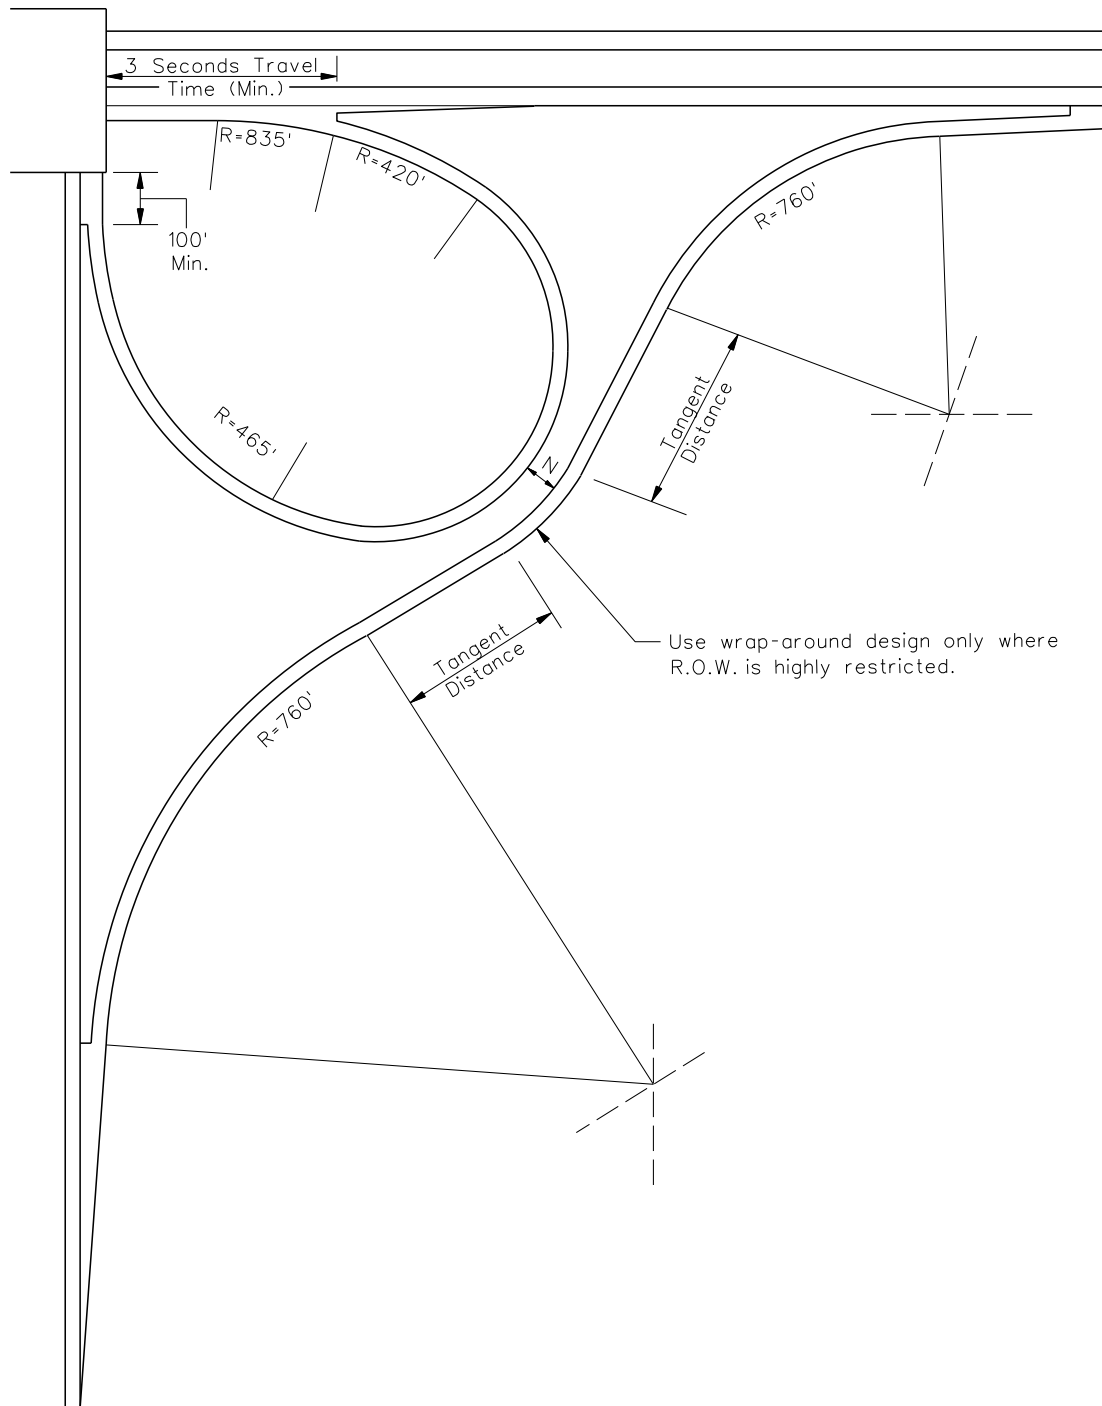 3 Seconds Travel
Time (Min.)
R=835'
R=420'
R=760'
100'
Min.
R=465'
Tangent
Distance
N
Use wrap-around design only where
R.O.W. is highly restricted.
Tangent
Distance
R=760'